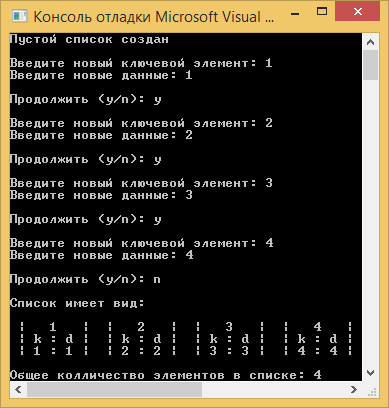 Консоль отладки Microsoft Visual ...
Пустой список создан
Введите новый ключевой элемент: 1
Введите новые данные: 1
Продолжить (y/n): y
Введите новый ключевой элемент: 2
Введите новые данные: 2
Продолжить (y/n): y
Введите новый ключевой элемент: 3
Введите новые данные: 3
Продолжить (y/n): y
Введите новый ключевой элемент: 4
Введите новые данные: 4
Продолжить (y/n): n
Список имеет вид:
¦   1   ¦  ¦   2   ¦  ¦   3   ¦  ¦   4   ¦
¦ k : d ¦  ¦ k : d ¦  ¦ k : d ¦  ¦ k : d ¦
¦ 1 : 1 ¦  ¦ 2 : 2 ¦  ¦ 3 : 3 ¦  ¦ 4 : 4 ¦
Общее колличество элементов в списке: 4